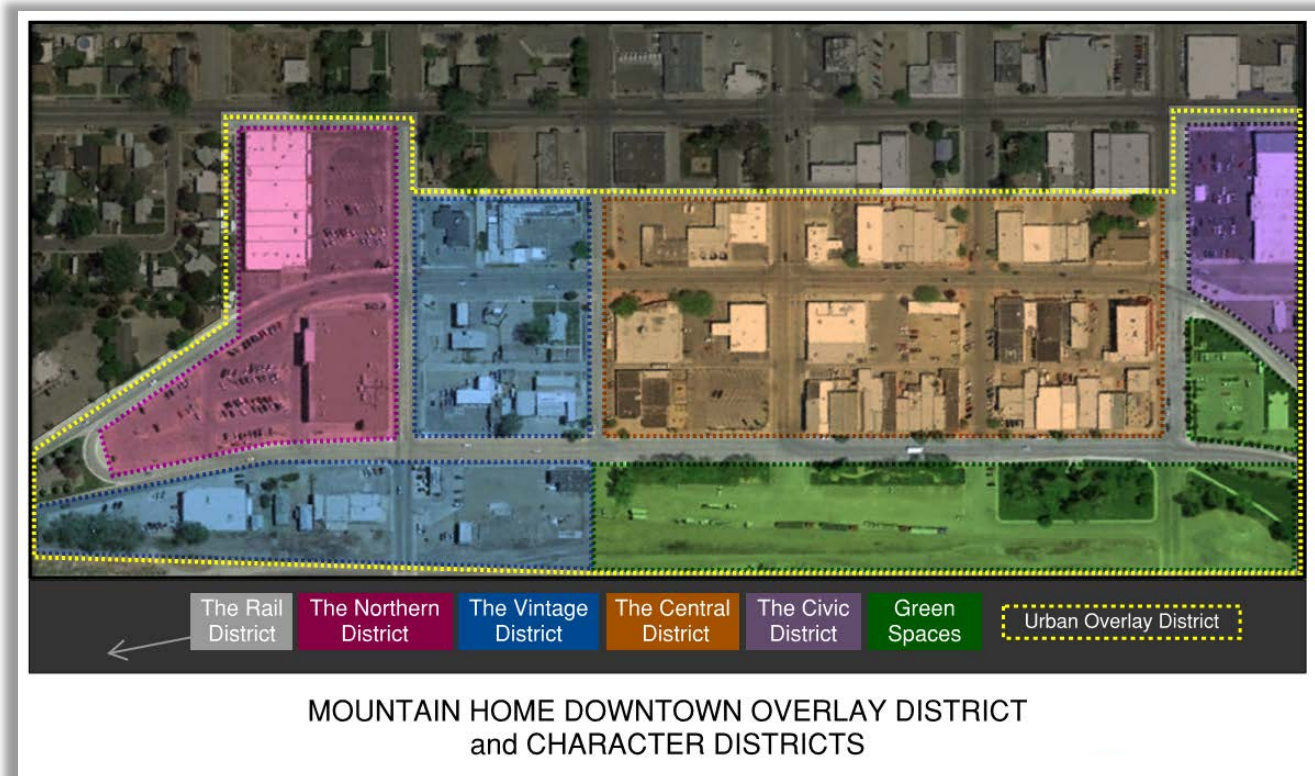 The Rail
District
The Northern
District
The Vintage
District
The Central
District
The Civic
District
Green
Spaces
Urban Overlay District
MOUNTAIN HOME DOWNTOWN OVERLAY DISTRICT
and CHARACTER DISTRICTS